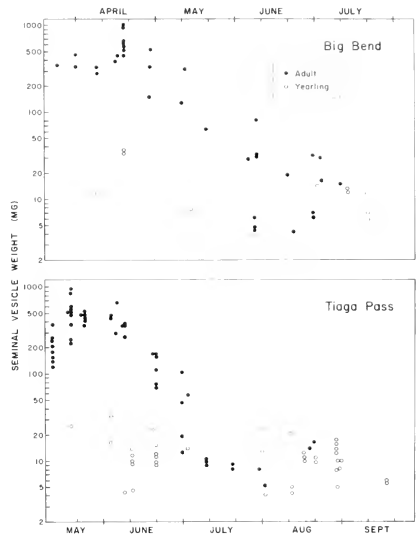 APRIL MAY JUNE JULY
Big Bend
Adult
Yearling
1000
500
200
100
50
20
10
5
2
SEMINAL VESICLE WEIGHT (MG)
Tiaga Pass
1000
500
200
100
50
20
10
5
2
MAY JUNE JULY AUG SEPT